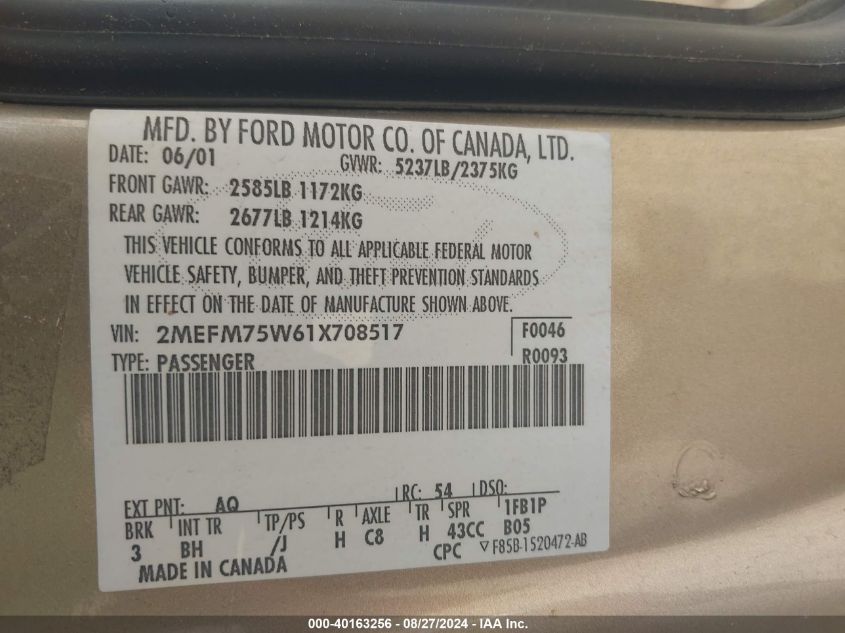 MFD. BY FORD MOTOR CO. OF CANADA, LTD.
DATE: 06/01 GVWR: 5237LB/2375KG
FRONT GAWR: 2585LB 1172KG
REAR GAWR: 2677LB 1214KG
THIS VEHICLE CONFORMS TO ALL APPLICABLE FEDERAL MOTOR
VEHICLE SAFETY, BUMPER, AND THEFT PREVENTION STANDARDS
IN EFFECT ON THE DATE OF MANUFACTURE SHOWN ABOVE.
VIN: 2MEFM75W61X708517 F0046
TYPE: PASSENGER R0093
EXT PNT: AQ RC: 54 DSO:
BRK INT TR TP/PS R AXLE TR SPR 1FB1P
3 BH /J H C8 H 43CC B05
MADE IN CANADA CPC ▽F85B-1520472-AB
000-40163256 - 08/27/2024 - IAA Inc.